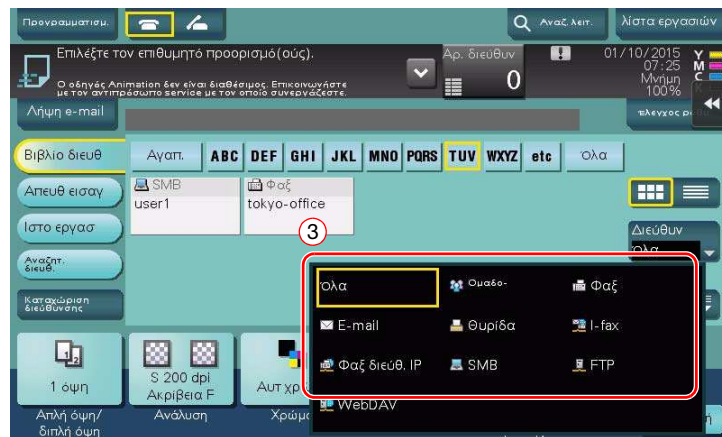 Προγραμματισμ.
Αναζ. λειτ.
Λίστα εργασιών
Επιλέξτε τον επιθυμητό προορισμό(ούς).
Ο οδηγός Animation δεν είναι διαθέσιμος. Επικοινωνήστε
με τον αντιπρόσωπο service με τον οποίο συνεργάζεστε.
Αρ. διεύθυν
0
01/10/2015
07:25
Μνήμη
100%
Y
M
C
K
Λήψη e-mail
Βιβλίο διευθ
Αγαπ.
ABC
DEF
GHI
JKL
MNO
PQRS
TUV
WXYZ
etc
Όλα
Απευθ εισαγ
SMB
user1
Φαξ
tokyo-office
Ιστο εργασ
3
Διεύθυν
Όλα
Αναζητ.
διευθ.
Καταχώριση
διεύθυνσης
Όλα
Ομαδο-
Φαξ
E-mail
Θυρίδα
I-fax
Φαξ διεύθ. IP
SMB
FTP
WebDAV
1 όψη
Απλή όψη/
διπλή όψη
S 200 dpi
Ακρίβεια F
Ανάλυση
Αυτ χρ
Χρώμα